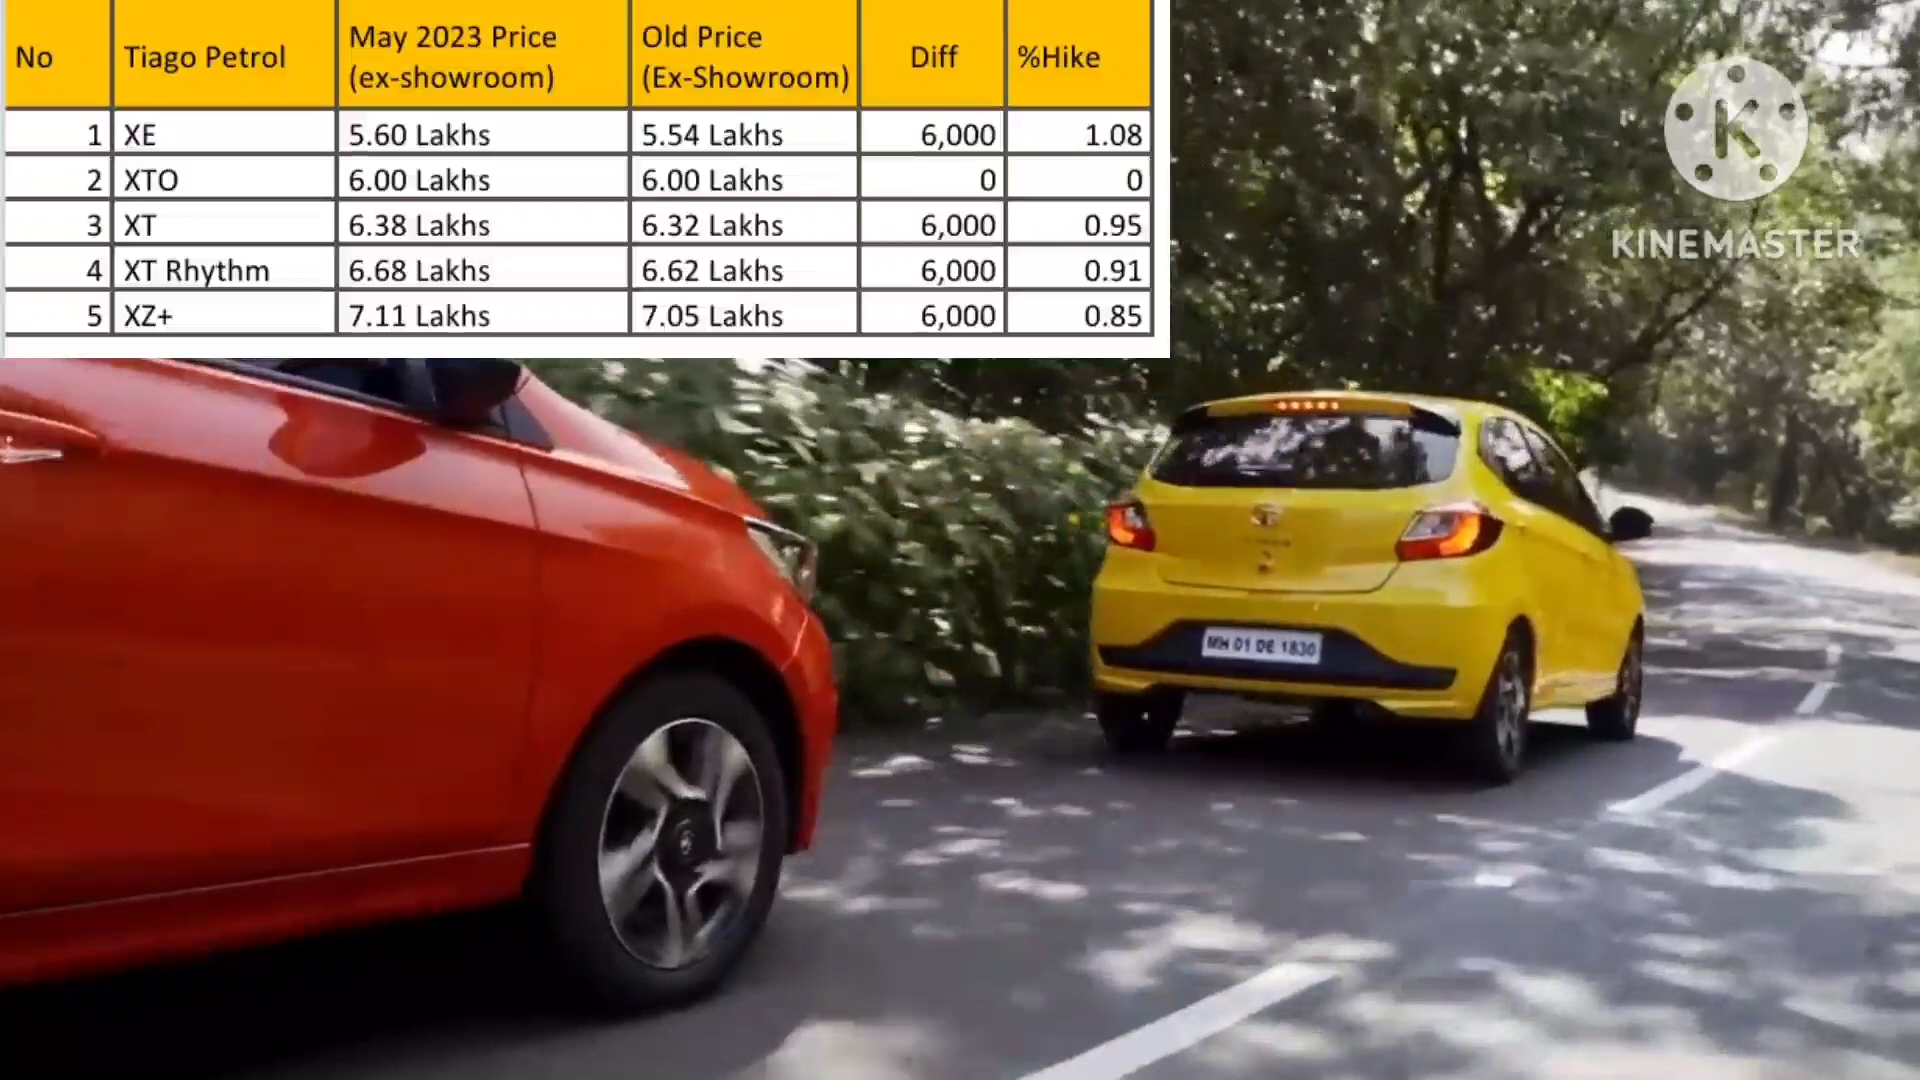 No Tiago Petrol May 2023 Price (ex-showroom) Old Price (Ex-Showroom) Diff %Hike
1 XE 5.60 Lakhs 5.54 Lakhs 6,000 1.08
2 XTO 6.00 Lakhs 6.00 Lakhs 0 0
3 XT 6.38 Lakhs 6.32 Lakhs 6,000 0.95
4 XT Rhythm 6.68 Lakhs 6.62 Lakhs 6,000 0.91
5 XZ+ 7.11 Lakhs 7.05 Lakhs 6,000 0.85
K
KINEMASTER
MH 01 DE 1830